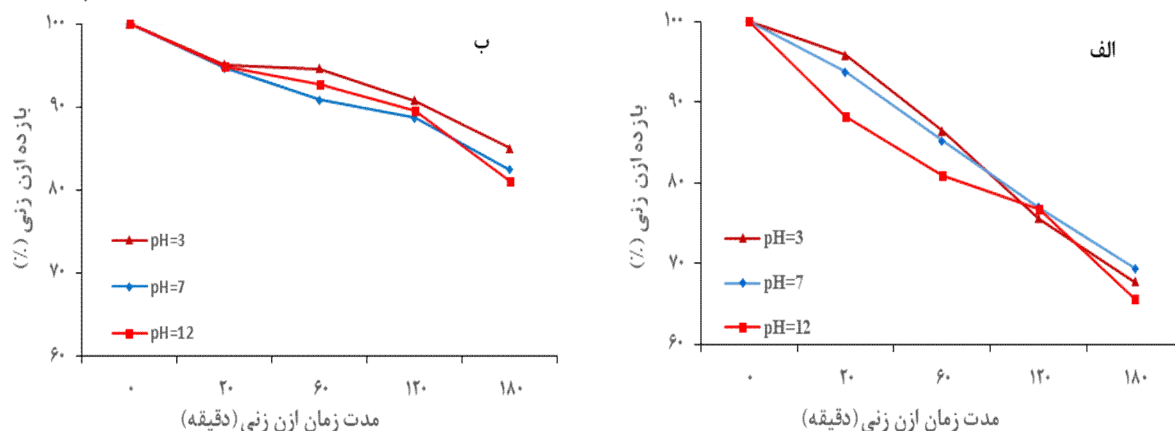 الف
بازده ازن زنی (٪)
۱۰۰
۹۰
۸۰
۷۰
۶۰
pH=3
pH=7
pH=12
۰ ۲۰ ۶۰ ۱۲۰ ۱۸۰
مدت زمان ازن زنی (دقیقه)
ب
بازده ازن زنی (٪)
۱۰۰
۹۰
۸۰
۷۰
۶۰
pH=3
pH=7
pH=12
۰ ۲۰ ۶۰ ۱۲۰ ۱۸۰
مدت زمان ازن زنی (دقیقه)